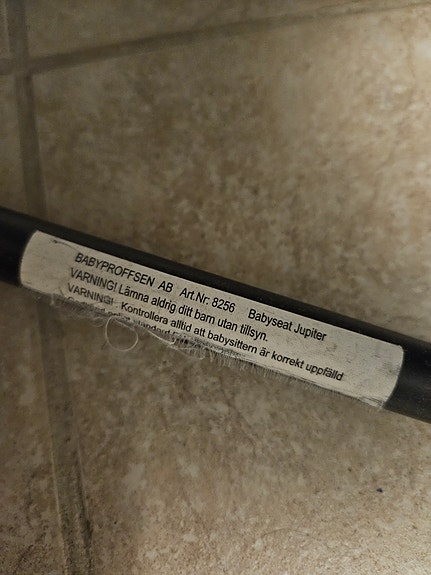 BABYPROFFSEN AB Art.Nr: 8256 Babyseat Jupiter
VARNING! Lämna aldrig ditt barn utan tillsyn.
VARNING! Kontrollera alltid att babysittern är korrekt uppfälld
standard